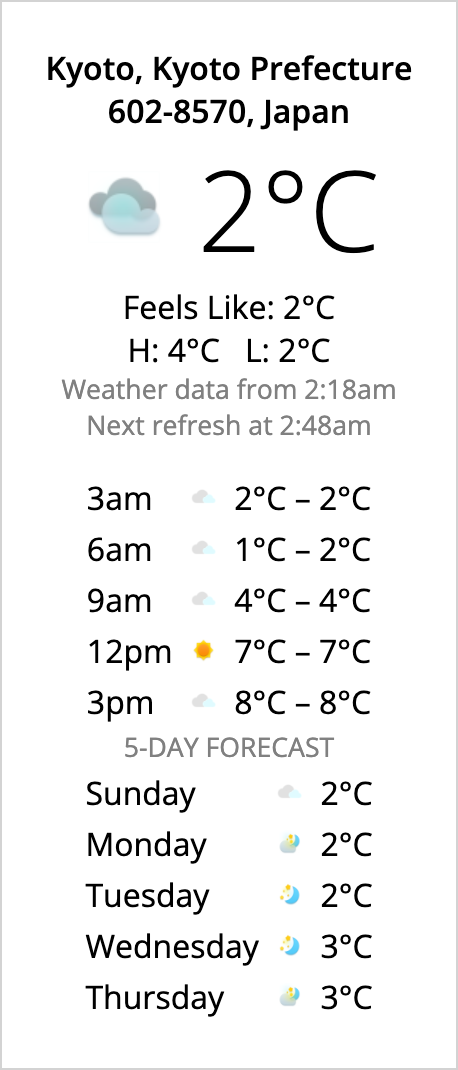 Kyoto, Kyoto Prefecture
602-8570, Japan
2°C
Feels Like: 2°C
H: 4°C L: 2°C
Weather data from 2:18am
Next refresh at 2:48am
3am 2°C – 2°C
6am 1°C – 2°C
9am 4°C – 4°C
12pm 7°C – 7°C
3pm 8°C – 8°C
5-DAY FORECAST
Sunday 2°C
Monday 2°C
Tuesday 2°C
Wednesday 3°C
Thursday 3°C